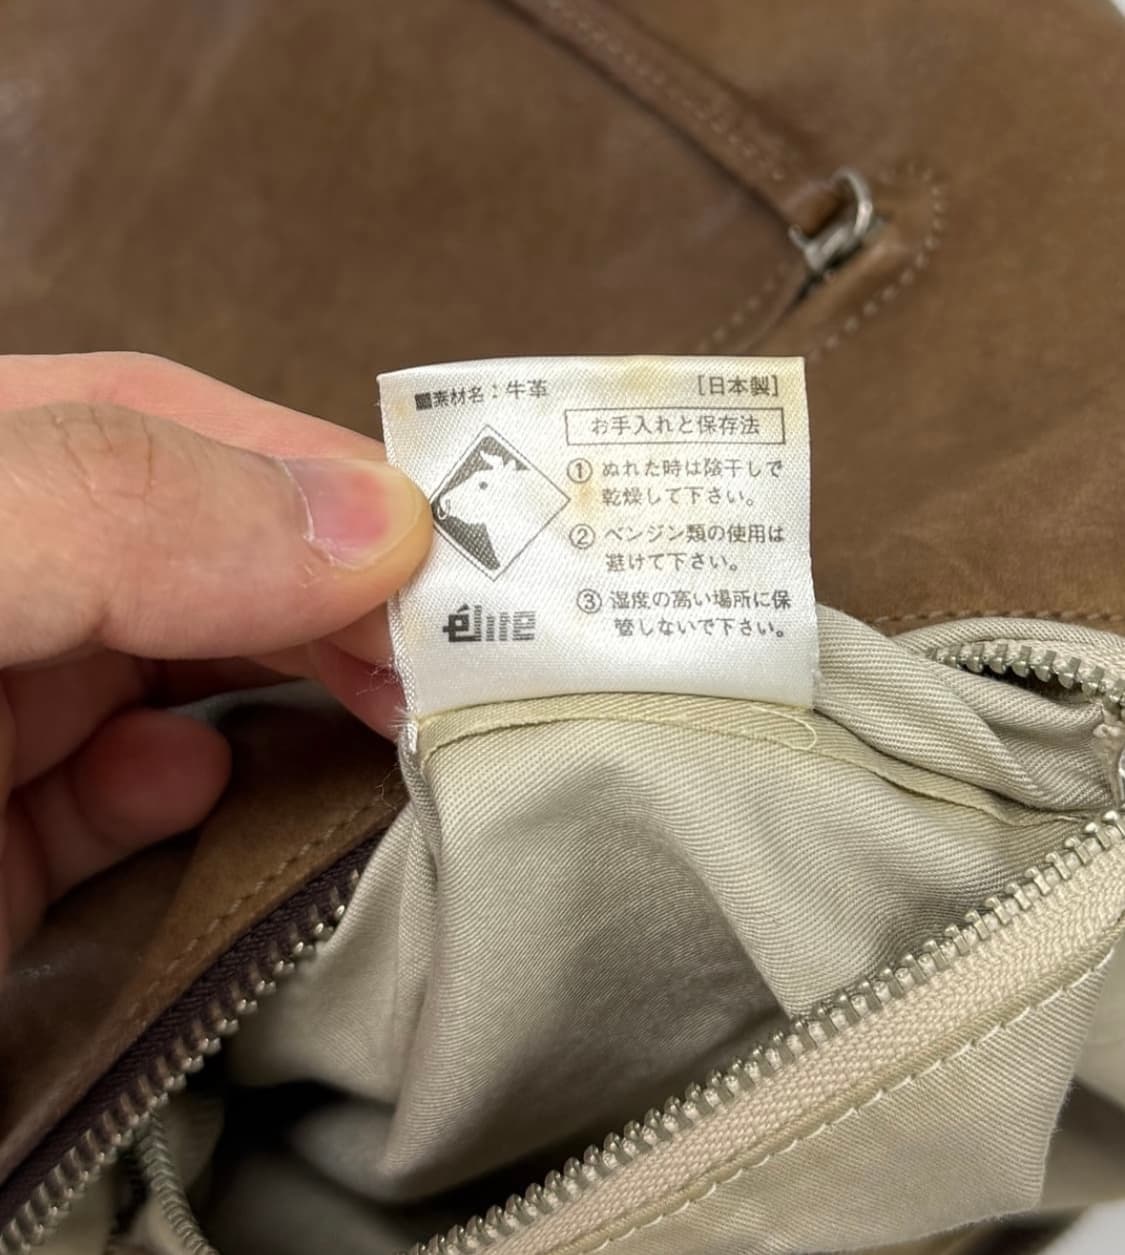 ■素材名：牛革
[日本製]
お手入れと保存法
① ぬれた時は陰干しで
乾燥して下さい。
② ベンジン類の使用は
避けて下さい。
③ 湿度の高い場所に保
管しないで下さい。
élite